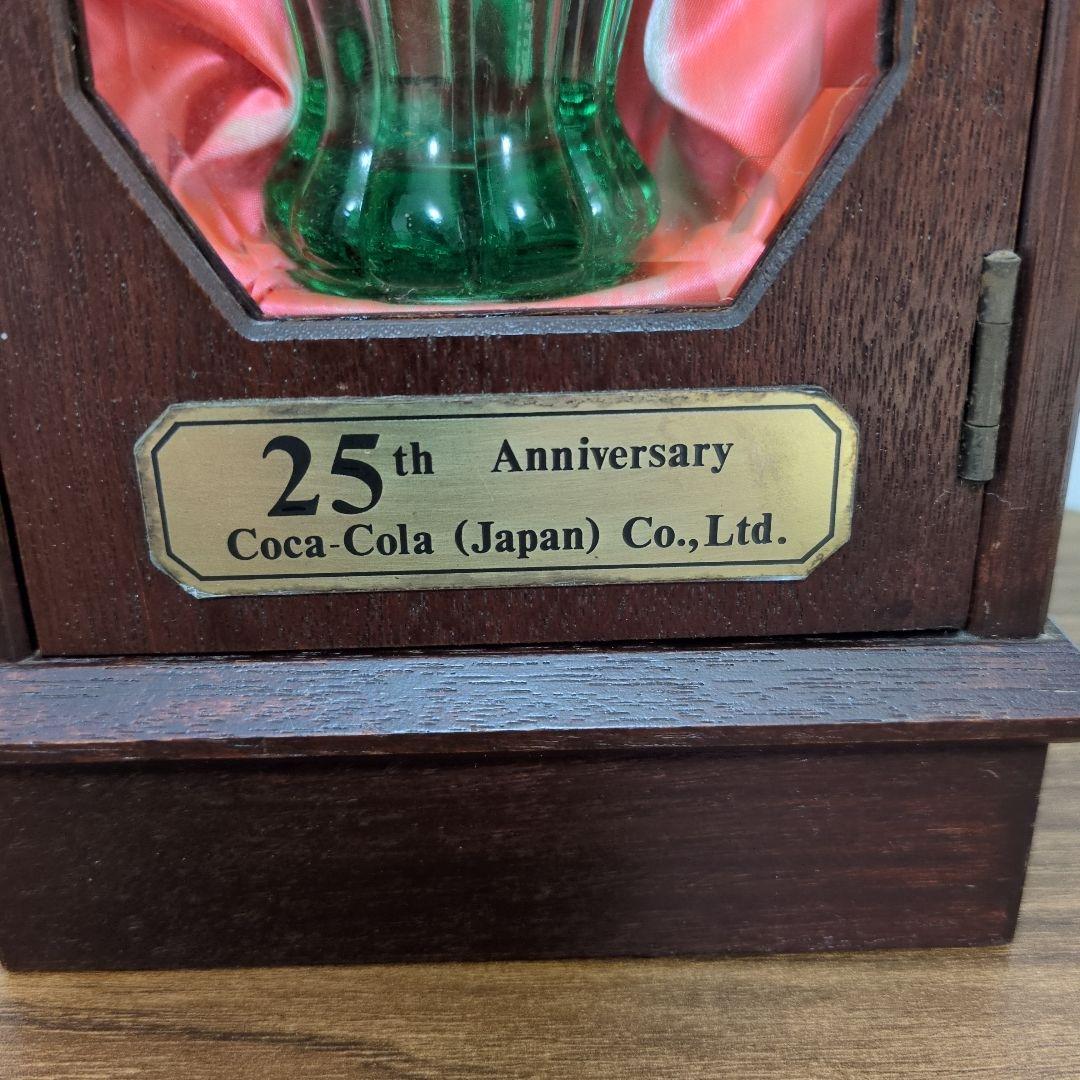 25th Anniversary
Coca-Cola (Japan) Co., Ltd.